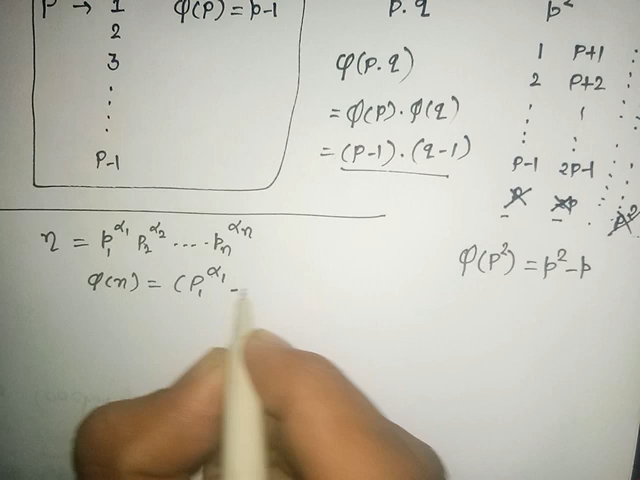 p → 1 φ(p) = p-1
2
3
.
.
.
p-1
p.q
φ(p.q)
= φ(p).φ(q)
= (p-1).(q-1)
p²
1 p+1
2 p+2
p-1 2p-1
p 2p p²
φ(p²) = p² - p
n = p₁^α₁ p₂^α₂ ..... pₙ^αₙ
φ(n) = (p₁^α₁ -